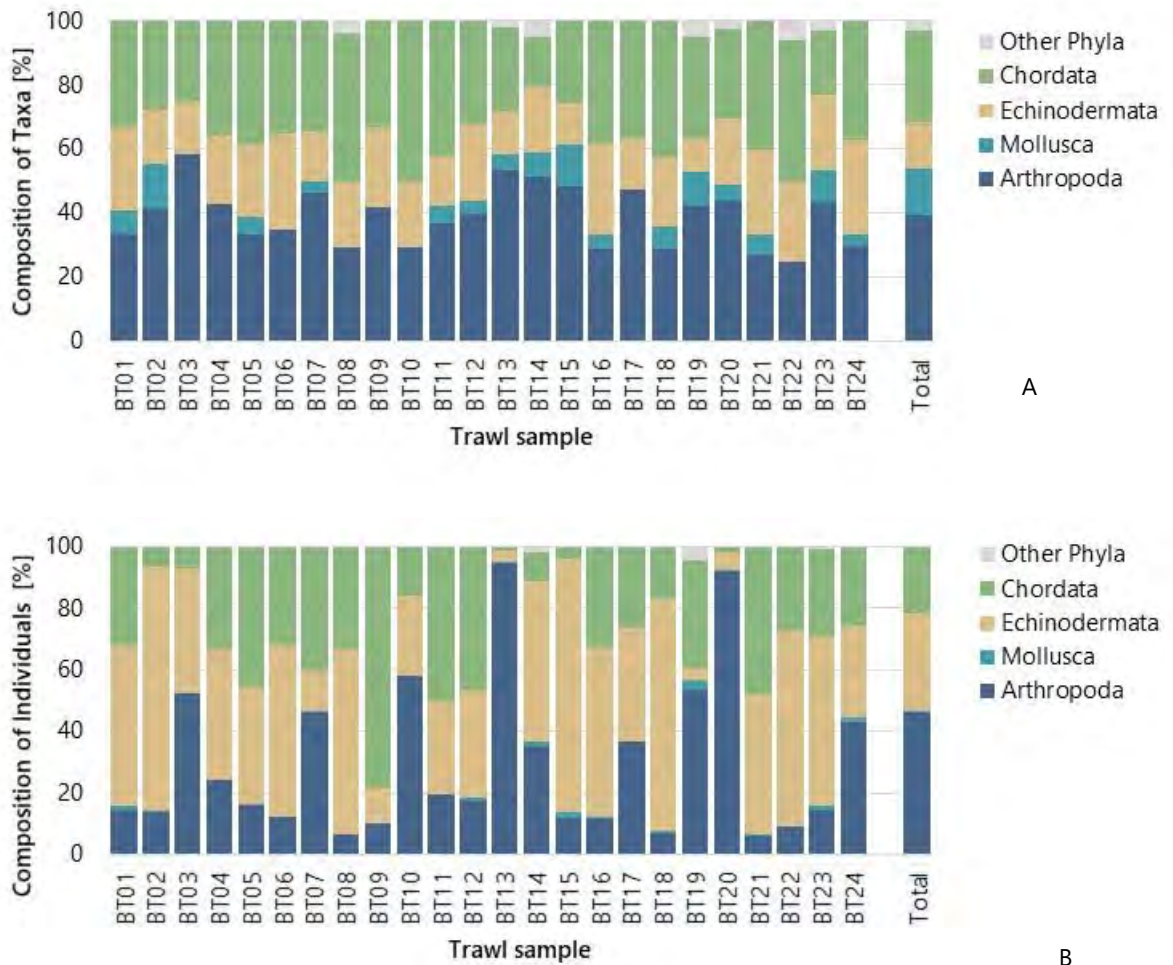 Composition of Taxa [%]
100
80
60
40
20
0
BT01 BT02 BT03 BT04 BT05 BT06 BT07 BT08 BT09 BT10 BT11 BT12 BT13 BT14 BT15 BT16 BT17 BT18 BT19 BT20 BT21 BT22 BT23 BT24 Total
Trawl sample
Other Phyla
Chordata
Echinodermata
Mollusca
Arthropoda
A
Composition of Individuals [%]
100
80
60
40
20
0
BT01 BT02 BT03 BT04 BT05 BT06 BT07 BT08 BT09 BT10 BT11 BT12 BT13 BT14 BT15 BT16 BT17 BT18 BT19 BT20 BT21 BT22 BT23 BT24 Total
Trawl sample
Other Phyla
Chordata
Echinodermata
Mollusca
Arthropoda
B